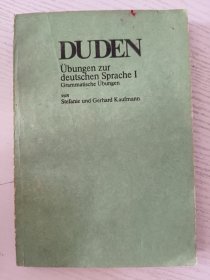 DUDEN
Übungen zur
deutschen Sprache I
Grammatische Übungen
von
Stefanie und Gerhard Kaufmann